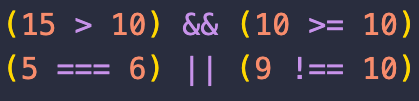 (15 > 10) && (10 >= 10)
(5 === 6) || (9 !== 10)